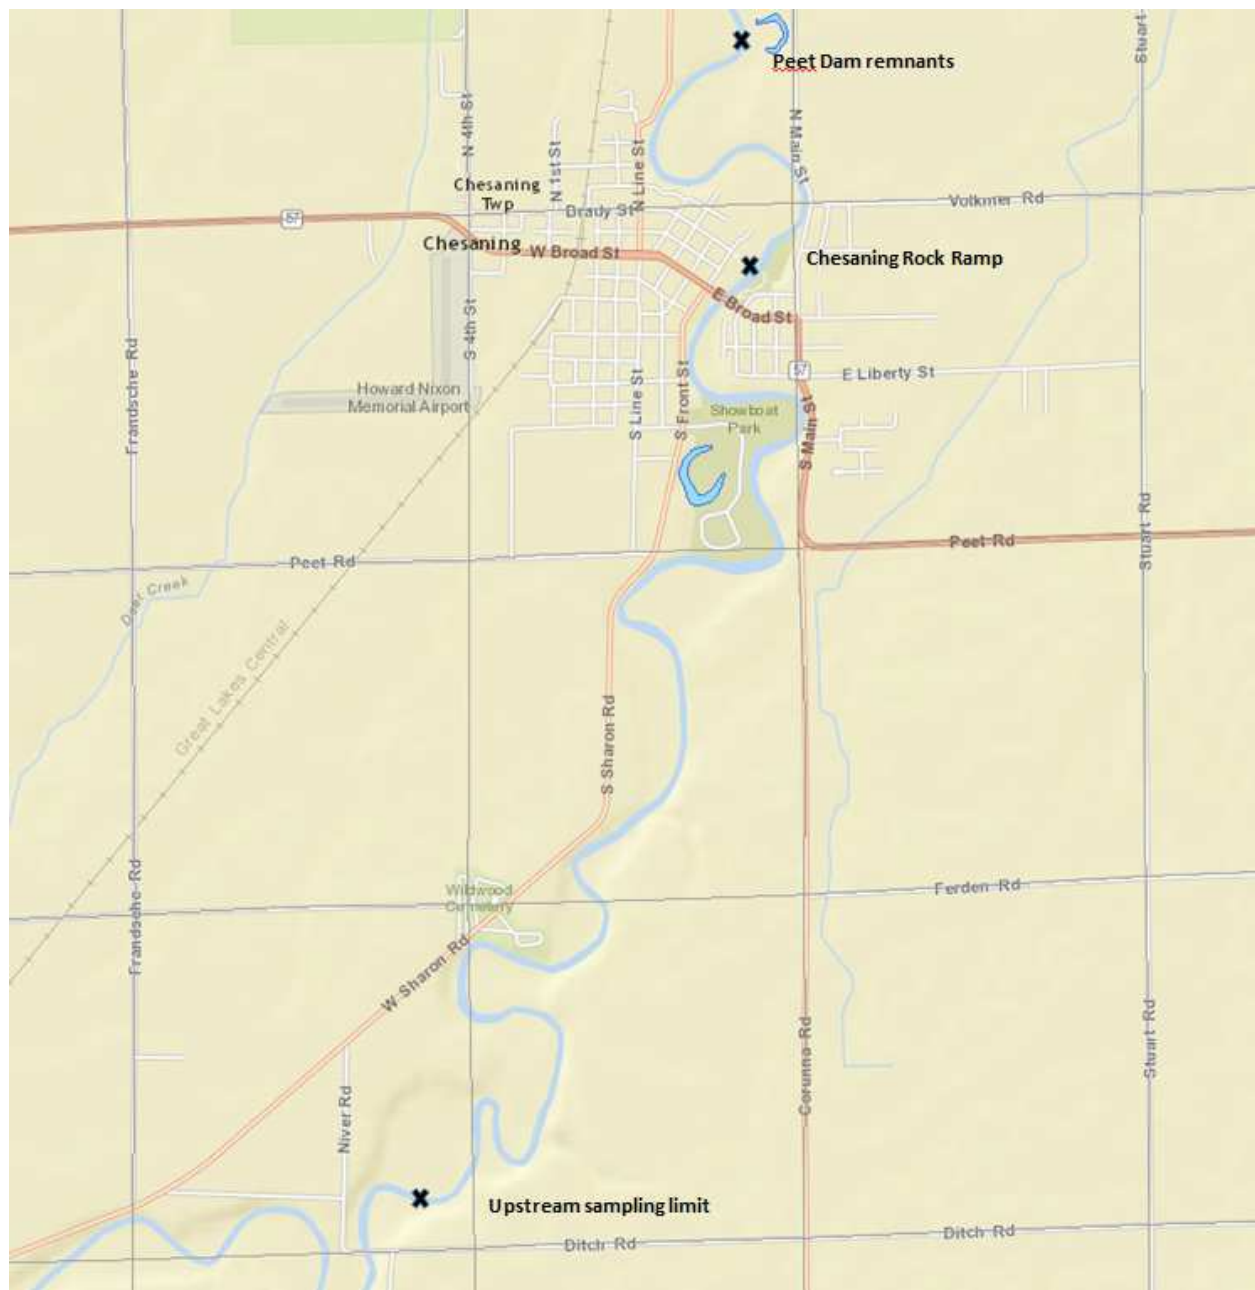 Stuart
Peet Dam remnants
N 4th St
N 1st St
N Line St
N Main St
Chesaning
Twp
Drady St
Volkmer Rd
57
Chesaning
W Broad St
Chesaning Rock Ramp
E Broad St
S 4th St
Frandsche Rd
57
E Liberty St
Howard Nixon
Memorial Airport
S Line St
S Front St
Showboat
Park
S Main St
Stuart Rd
Peet Rd
Peet Rd
Deer Creek
Great Lakes Central
S Sharon Rd
Wildwood
Cemetery
Ferden Rd
Frandsche Rd
W Sharon Rd
Corunna Rd
Stuart Rd
Niver Rd
Upstream sampling limit
Ditch Rd
Ditch Rd